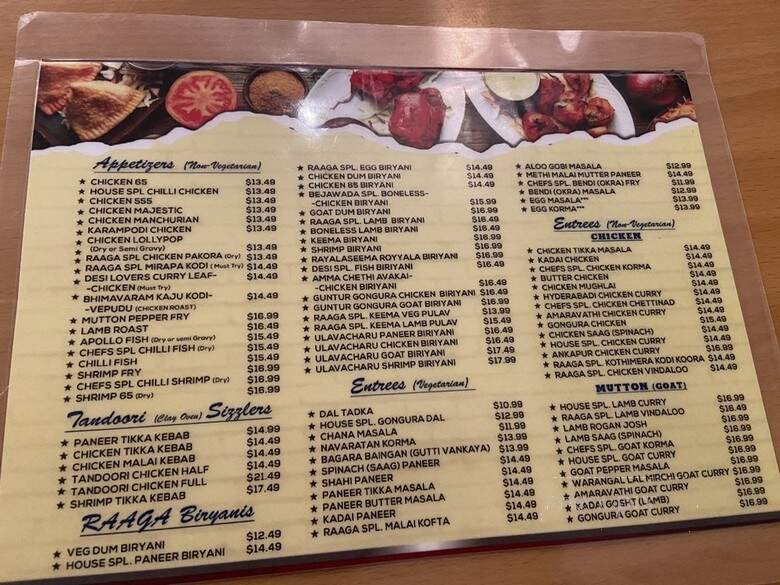 Appetizers (Non-Vegetarian)
★ CHICKEN 65 $13.49
★ HOUSE SPL CHILLI CHICKEN $13.49
★ CHICKEN 555 $13.49
★ CHICKEN MAJESTIC $13.49
★ CHICKEN MANCHURIAN $13.49
★ KARAMPODI CHICKEN $13.49
★ CHICKEN LOLLYPOP
(Dry or Semi Gravy) $13.49
★ RAAGA SPL CHICKEN PAKORA (Dry) $13.49
★ RAAGA SPL MIRAPA KODI (Must Try) $14.49
★ DESI LOVERS CURRY LEAF-
-CHICKEN (Must Try) $14.49
★ BHIMAVARAM KAJU KODI-
-VEPUDU (CHICKEN ROAST) $14.49
★ MUTTON PEPPER FRY $16.99
★ LAMB ROAST $16.49
★ APOLLO FISH (Dry or semi Gravy) $15.49
★ CHEFS SPL CHILLI FISH (Dry) $15.49
★ CHILLI FISH $15.49
★ SHRIMP FRY $16.99
★ CHEFS SPL CHILLI SHRIMP (Dry) $16.99
★ SHRIMP 65 (Dry) $16.99
Tandoori (Clay Oven) Sizzlers
★ PANEER TIKKA KEBAB $14.99
★ CHICKEN TIKKA KEBAB $14.49
★ CHICKEN MALAI KEBAB $14.49
★ TANDOORI CHICKEN HALF $14.49
★ TANDOORI CHICKEN FULL $21.49
★ SHRIMP TIKKA KEBAB $17.49
RAAGA Biryanis
★ VEG DUM BIRYANI $12.49
★ HOUSE SPL. PANEER BIRYANI $14.49
★ RAAGA SPL. EGG BIRYANI $14.49
★ CHICKEN DUM BIRYANI $14.49
★ CHICKEN 65 BIRYANI $14.49
★ BEJAWADA SPL. BONELESS-
-CHICKEN BIRYANI $15.99
★ GOAT DUM BIRYANI $16.99
★ RAAGA SPL. LAMB BIRYANI $16.99
★ BONELESS LAMB BIRYANI $16.99
★ KEEMA BIRYANI $16.99
★ SHRIMP BIRYANI $16.99
★ RAYALASEEMA ROYYALA BIRYANI $16.99
★ DESI SPL. FISH BIRYANI $16.49
★ AMMA CHETHI AVAKAI-
-CHICKEN BIRYANI $16.49
★ GUNTUR GONGURA CHICKEN BIRYANI $16.49
★ GUNTUR GONGURA GOAT BIRYANI $16.99
★ RAAGA SPL. KEEMA VEG PULAV $13.99
★ RAAGA SPL. KEEMA LAMB PULAV $15.49
★ ULAVACHARU PANEER BIRYANI $16.49
★ ULAVACHARU CHICKEN BIRYANI $16.49
★ ULAVACHARU GOAT BIRYANI $17.49
★ ULAVACHARU SHRIMP BIRYANI $17.99
Entrees (Vegetarian)
★ DAL TADKA $10.99
★ HOUSE SPL. GONGURA DAL $12.99
★ CHANA MASALA $11.99
★ NAVARATAN KORMA $13.99
★ BAGARA BAINGAN (GUTTI VANKAYA) $13.99
★ SPINACH (SAAG) PANEER $14.49
★ SHAHI PANEER $14.49
★ PANEER TIKKA MASALA $14.49
★ PANEER BUTTER MASALA $14.49
★ KADAI PANEER $14.49
★ RAAGA SPL. MALAI KOFTA $14.49
★ ALOO GOBI MASALA $12.99
★ METHI MALAI MUTTER PANEER $14.49
★ CHEFS SPL. BENDI (OKRA) FRY $11.99
★ BENDI (OKRA) MASALA $12.99
★ EGG MASALA*** $13.99
★ EGG KORMA*** $13.99
Entrees (Non-Vegetarian)
CHICKEN
★ CHICKEN TIKKA MASALA $14.49
★ KADAI CHICKEN $14.49
★ CHEFS SPL. CHICKEN KORMA $14.49
★ BUTTER CHICKEN $14.49
★ CHICKEN MUGHLAI $14.49
★ HYDERABADI CHICKEN CURRY $14.49
★ CHEFS SPL. CHICKEN CHETTINAD $14.49
★ AMARAVATHI CHICKEN CURRY $14.49
★ GONGURA CHICKEN $15.49
★ CHICKEN SAAG (SPINACH) $14.49
★ HOUSE SPL. CHICKEN CURRY $14.49
★ ANKAPUR CHICKEN CURRY $14.49
★ RAAGA SPL. KOTHIMERA KODI KOORA $14.49
★ RAAGA SPL. CHICKEN VINDALOO $14.49
MUTTON (GOAT)
★ HOUSE SPL. LAMB CURRY $16.99
★ RAAGA SPL. LAMB VINDALOO $16.99
★ LAMB ROGAN JOSH $16.99
★ LAMB SAAG (SPINACH) $16.99
★ CHEFS SPL. GOAT KORMA $16.99
★ HOUSE SPL. GOAT CURRY $16.99
★ GOAT PEPPER MASALA $16.99
★ WARANGAL LAL MIRCHI GOAT CURRY $16.99
★ AMARAVATHI GOAT CURRY $16.99
★ KADAI GOSHT (LAMB) $16.99
★ GONGURA GOAT CURRY $16.99